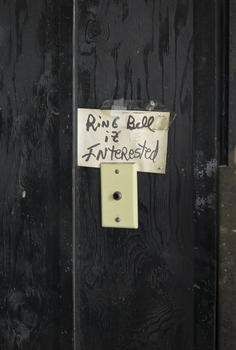 RING Bell
if
INTERested